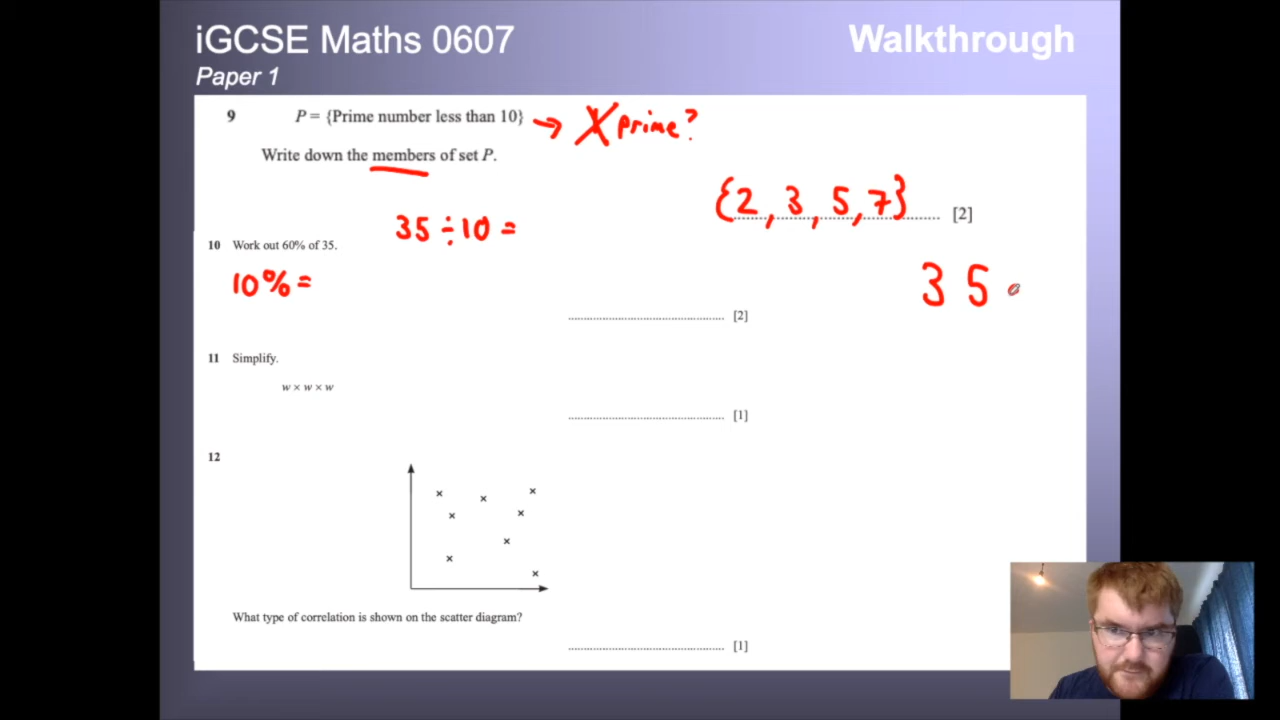 iGCSE Maths 0607
Walkthrough
Paper 1
9 P = {Prime number less than 10} → X prime?
Write down the members of set P.
{2, 3, 5, 7}
........................................ [2]
35 ÷ 10 =
10 Work out 60% of 35.
10% =
3 5
........................................ [2]
11 Simplify.
w × w × w
........................................ [1]
12
What type of correlation is shown on the scatter diagram?
........................................ [1]